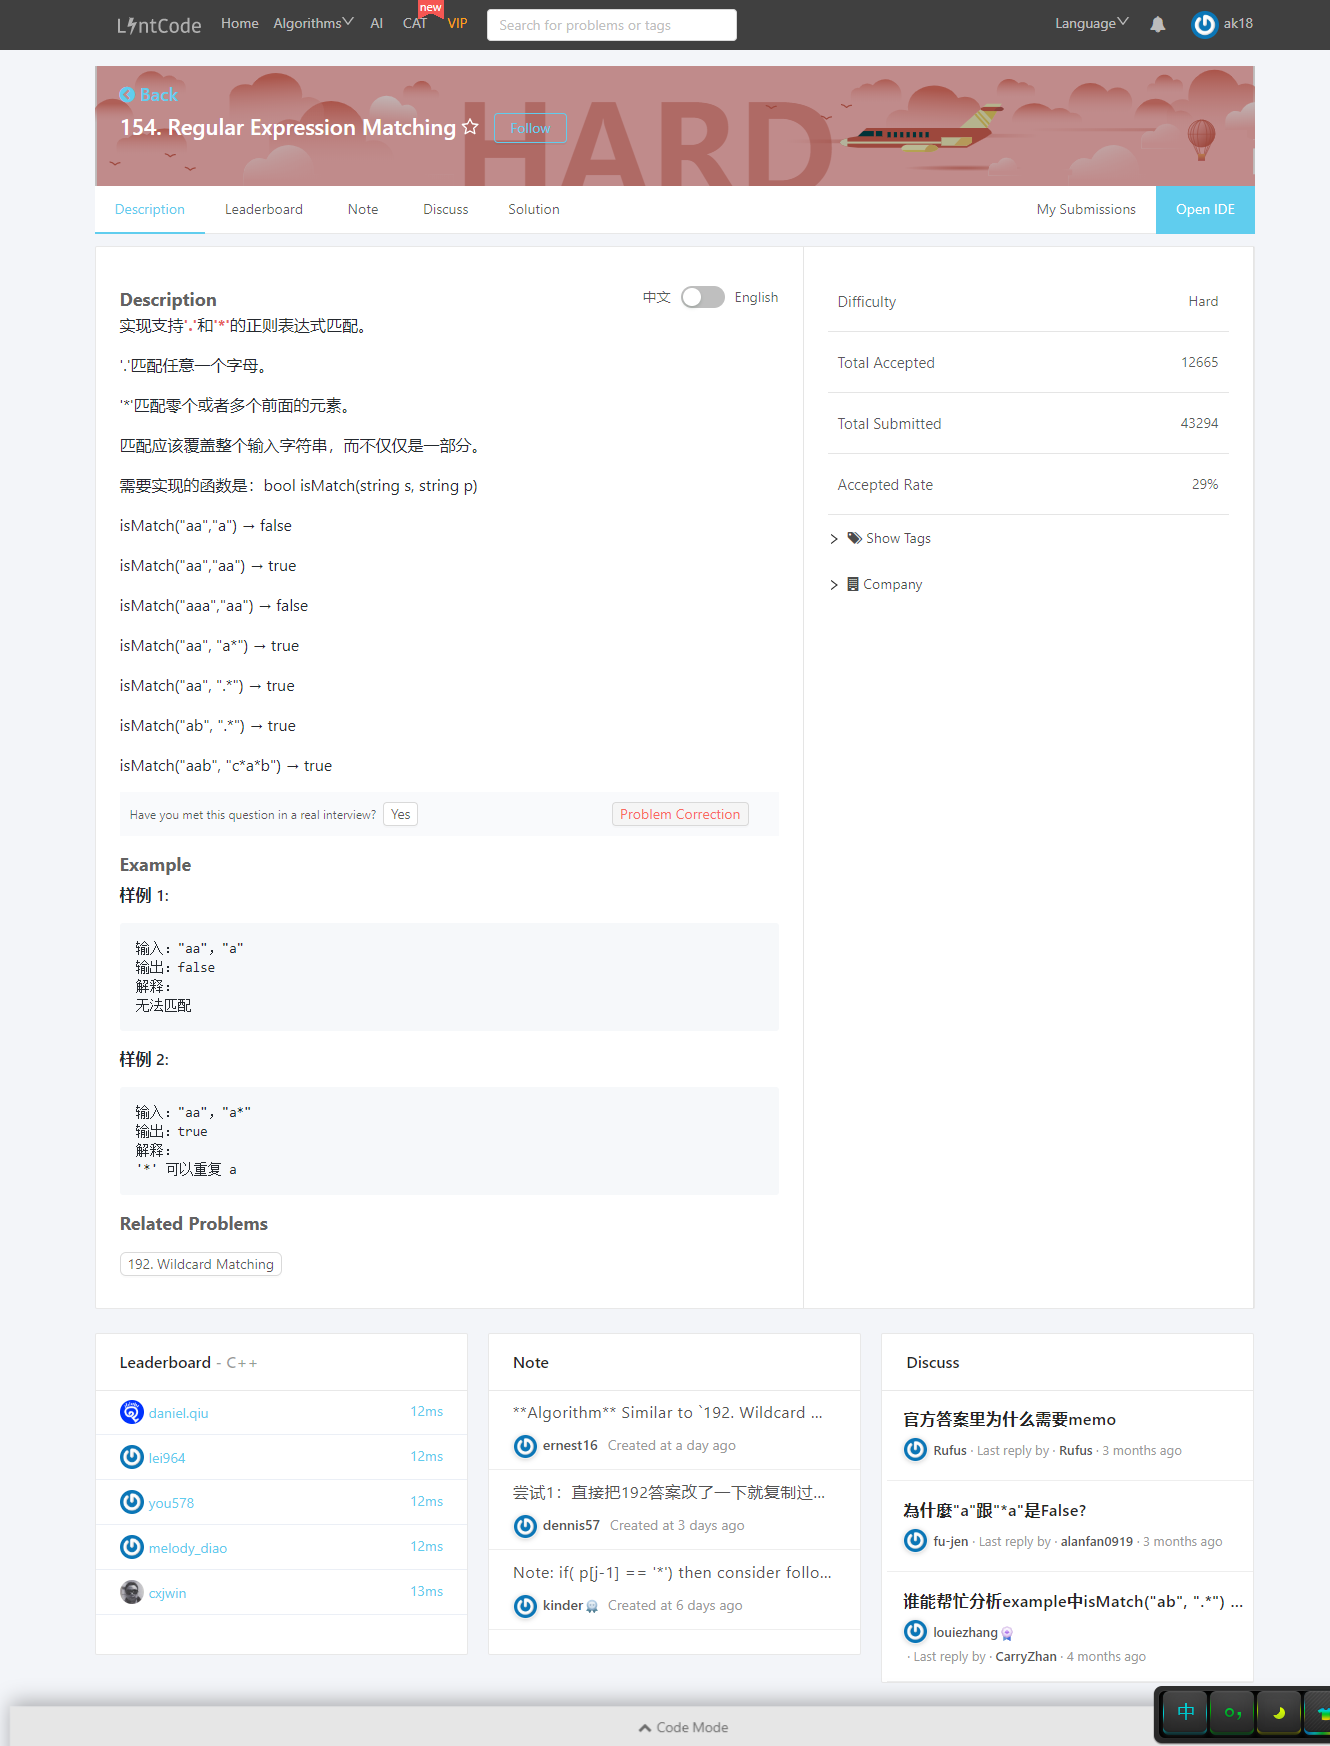 LintCode
Home
Algorithms
AI
CAT
new
VIP
Search for problems or tags
Language
ak18
Back
HARD
154. Regular Expression Matching
Follow
Description
Leaderboard
Note
Discuss
Solution
My Submissions
Open IDE
Description
中文
English
实现支持'.'和'*'的正则表达式匹配。
'.'匹配任意一个字母。
'*'匹配零个或者多个前面的元素。
匹配应该覆盖整个输入字符串，而不仅仅是一部分。
需要实现的函数是：bool isMatch(string s, string p)
isMatch("aa","a") → false
isMatch("aa","aa") → true
isMatch("aaa","aa") → false
isMatch("aa", "a*") → true
isMatch("aa", ".*") → true
isMatch("ab", ".*") → true
isMatch("aab", "c*a*b") → true
Have you met this question in a real interview?
Yes
Problem Correction
Example
样例 1:
输入："aa"，"a"
输出：false
解释：
无法匹配
样例 2:
输入："aa"，"a*"
输出：true
解释：
'*' 可以重复 a
Related Problems
192. Wildcard Matching
Difficulty
Hard
Total Accepted
12665
Total Submitted
43294
Accepted Rate
29%
Show Tags
Company
Leaderboard - C++
daniel.qiu
12ms
lei964
12ms
you578
12ms
melody_diao
12ms
cxjwin
13ms
Note
**Algorithm** Similar to `192. Wildcard ...
ernest16 Created at a day ago
尝试1：直接把192答案改了一下就复制过...
dennis57 Created at 3 days ago
Note: if( p[j-1] == '*') then consider follo...
kinder Created at 6 days ago
Discuss
官方答案里为什么需要memo
Rufus · Last reply by · Rufus · 3 months ago
為什麼"a"跟"*a"是False?
fu-jen · Last reply by · alanfan0919 · 3 months ago
谁能帮忙分析example中isMatch("ab", ".*") ...
louiezhang
· Last reply by · CarryZhan · 4 months ago
Code Mode
中